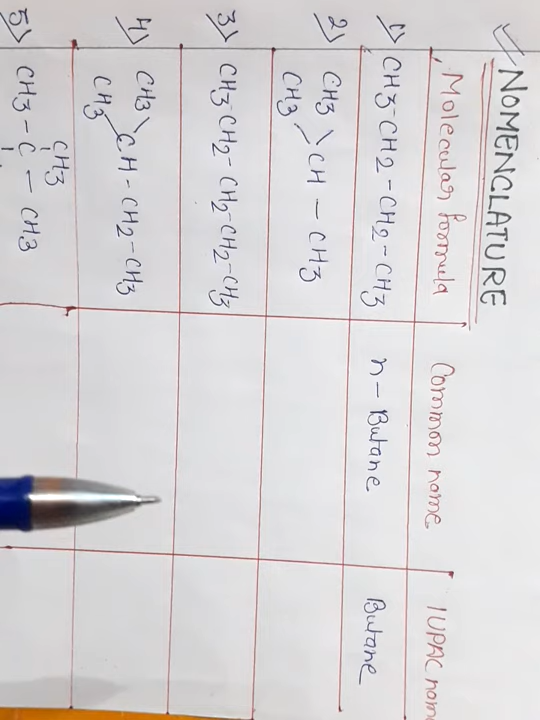 NOMENCLATURE
Molecular formula Common name IUPAC nam
1> CH3-CH2-CH2-CH3 n-Butane Butane
2> CH3
CH3 > CH - CH3
3> CH3-CH2-CH2-CH2-CH3
4> CH3
CH3 > CH-CH2-CH3
CH3
5> CH3 - C - CH3